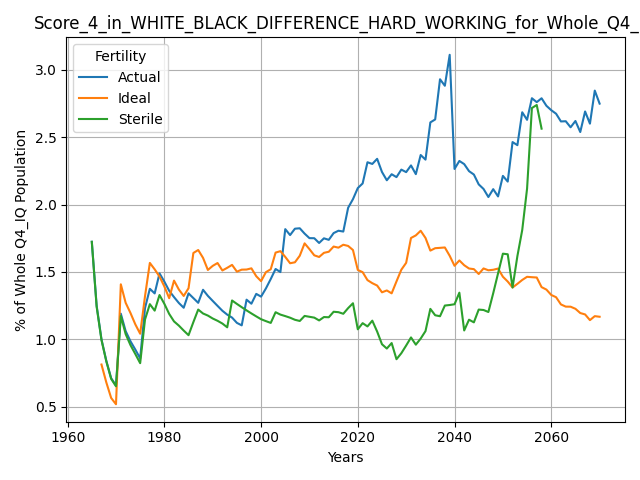 Score_4_in_WHITE_BLACK_DIFFERENCE_HARD_WORKING_for_Whole_Q4_
Fertility
Actual
Ideal
Sterile
% of Whole Q4_IQ Population
3.0
2.5
2.0
1.5
1.0
0.5
1960 1980 2000 2020 2040 2060
Years